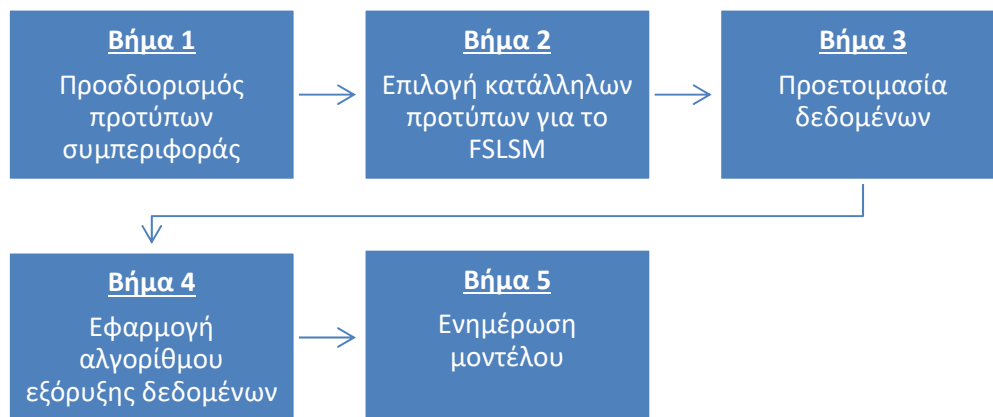 Βήμα 1
Προσδιορισμός
προτύπων
συμπεριφοράς
Βήμα 2
Επιλογή κατάλληλων
προτύπων για το
FSLSM
Βήμα 3
Προετοιμασία
δεδομένων
Βήμα 4
Εφαρμογή
αλγορίθμου
εξόρυξης δεδομένων
Βήμα 5
Ενημέρωση
μοντέλου